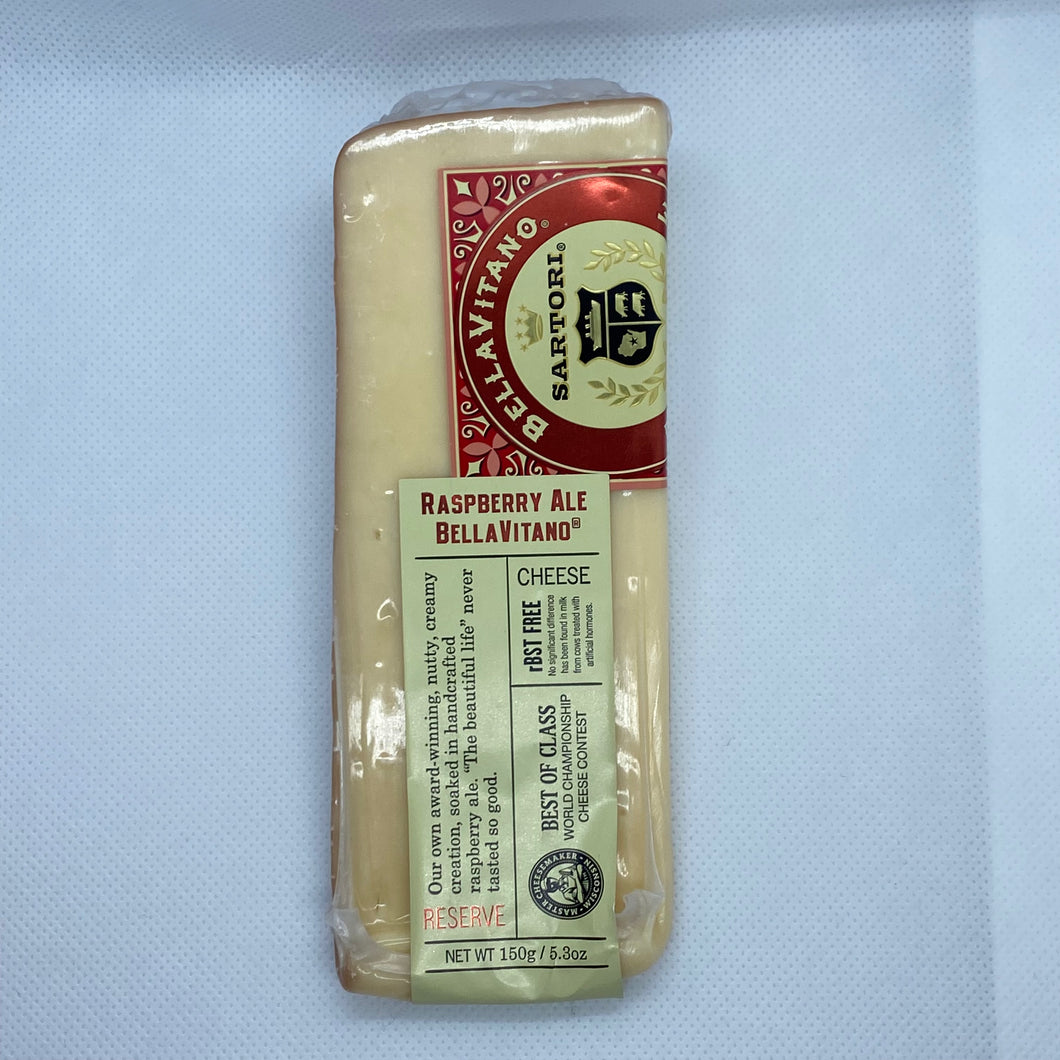 BELLAVITANO®
SARTORI®
RASPBERRY ALE
BELLAVITANO®
CHEESE
rBST FREE
No significant difference
has been found in milk
from cows treated with
artificial hormones.
Our own award-winning, nutty, creamy
creation, soaked in handcrafted
raspberry ale. “The beautiful life” never
tasted so good.
RESERVE
BEST OF CLASS
WORLD CHAMPIONSHIP
CHEESE CONTEST
MASTER CHEESEMAKER
WISCONSIN
NET WT 150g / 5.3oz